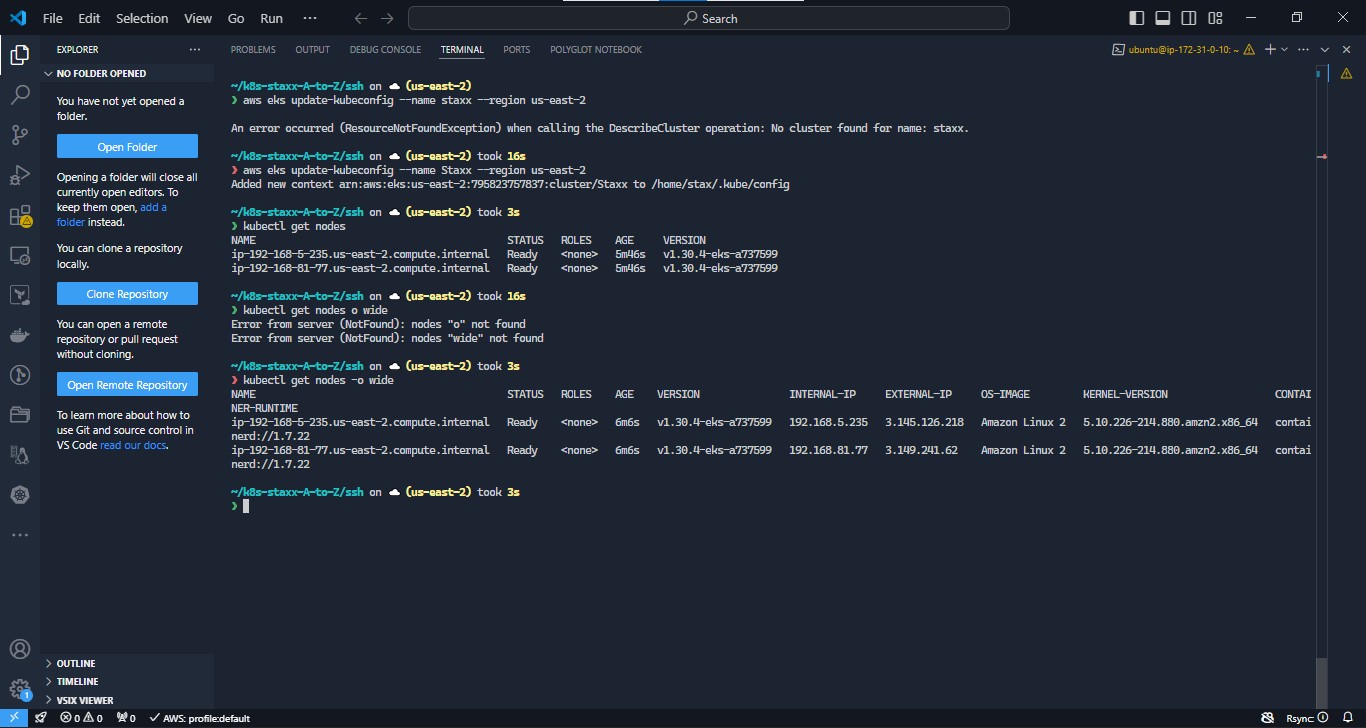 File Edit Selection View Go Run ··· Search
EXPLORER ···
NO FOLDER OPENED
You have not yet opened a
folder.
Open Folder
Opening a folder will close all
currently open editors. To
keep them open, add a
folder instead.
You can clone a repository
locally.
Clone Repository
You can open a remote
repository or pull request
without cloning.
Open Remote Repository
To learn more about how to
use Git and source control in
VS Code read our docs.
OUTLINE
TIMELINE
VSIX VIEWER
PROBLEMS OUTPUT DEBUG CONSOLE TERMINAL PORTS POLYGLOT NOTEBOOK
ubuntu@ip-172-31-0-10: ~
~/k8s-staxx-A-to-Z/ssh on ☁ (us-east-2)
❯ aws eks update-kubeconfig --name staxx --region us-east-2
An error occurred (ResourceNotFoundException) when calling the DescribeCluster operation: No cluster found for name: staxx.
~/k8s-staxx-A-to-Z/ssh on ☁ (us-east-2) took 16s
❯ aws eks update-kubeconfig --name Staxx --region us-east-2
Added new context arn:aws:eks:us-east-2:795823757837:cluster/Staxx to /home/stax/.kube/config
~/k8s-staxx-A-to-Z/ssh on ☁ (us-east-2) took 3s
❯ kubectl get nodes
NAME STATUS ROLES AGE VERSION
ip-192-168-5-235.us-east-2.compute.internal Ready <none> 5m46s v1.30.4-eks-a737599
ip-192-168-81-77.us-east-2.compute.internal Ready <none> 5m46s v1.30.4-eks-a737599
~/k8s-staxx-A-to-Z/ssh on ☁ (us-east-2) took 16s
❯ kubectl get nodes o wide
Error from server (NotFound): nodes "o" not found
Error from server (NotFound): nodes "wide" not found
~/k8s-staxx-A-to-Z/ssh on ☁ (us-east-2) took 3s
❯ kubectl get nodes -o wide
NAME STATUS ROLES AGE VERSION INTERNAL-IP EXTERNAL-IP OS-IMAGE KERNEL-VERSION CONTAI
NER-RUNTIME
ip-192-168-5-235.us-east-2.compute.internal Ready <none> 6m6s v1.30.4-eks-a737599 192.168.5.235 3.145.126.218 Amazon Linux 2 5.10.226-214.880.amzn2.x86_64 contai
nerd://1.7.22
ip-192-168-81-77.us-east-2.compute.internal Ready <none> 6m6s v1.30.4-eks-a737599 192.168.81.77 3.149.241.62 Amazon Linux 2 5.10.226-214.880.amzn2.x86_64 contai
nerd://1.7.22
~/k8s-staxx-A-to-Z/ssh on ☁ (us-east-2) took 3s
❯
1
0 0 0 AWS: profile:default Rsync: